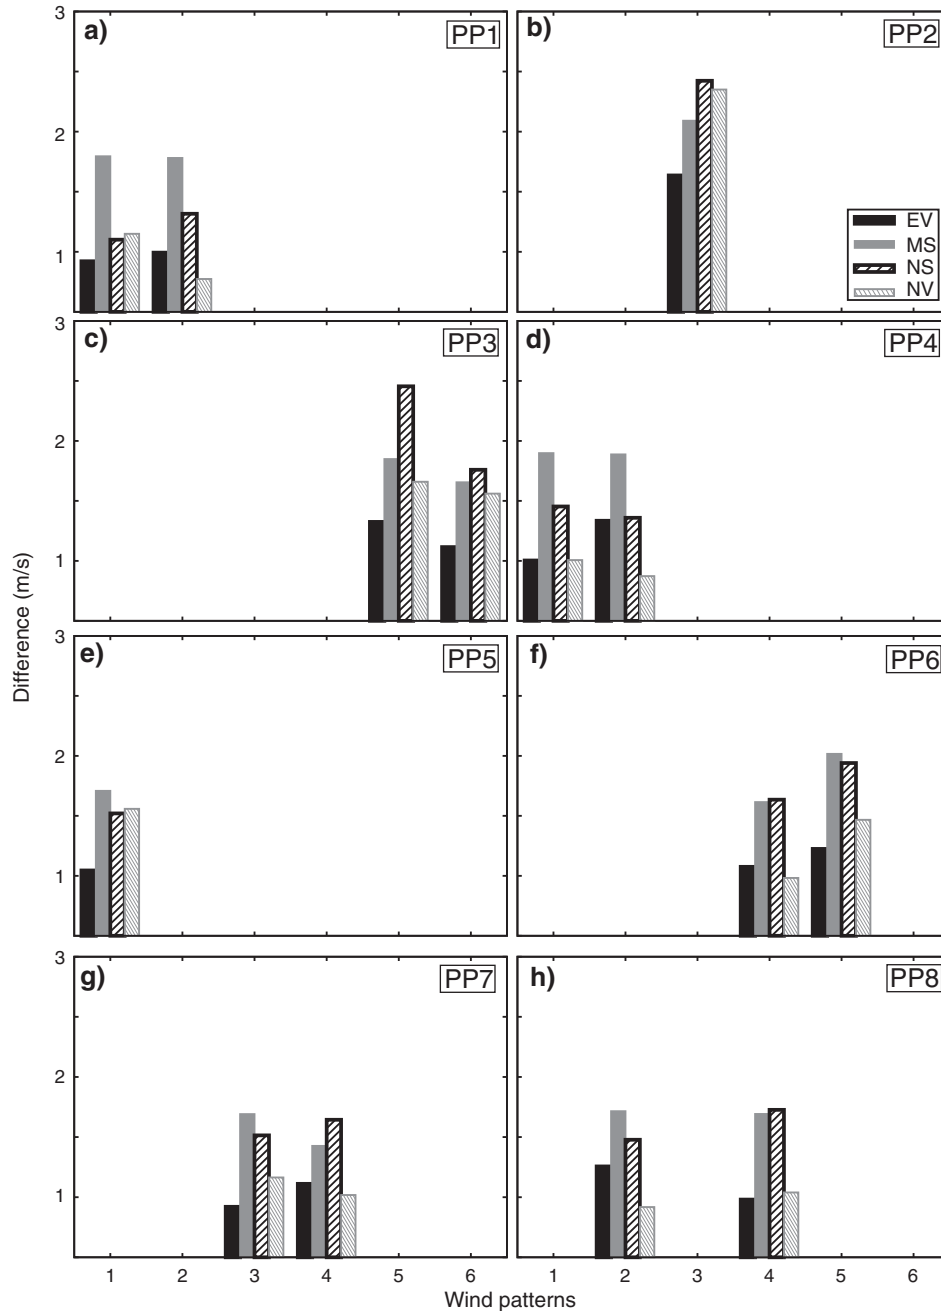 a) PP1
b) PP2
3
2
1
EV
MS
NS
NV
c) PP3
d) PP4
3
2
1
Difference (m/s)
e) PP5
f) PP6
3
2
1
g) PP7
h) PP8
3
2
1
1 2 3 4 5 6
1 2 3 4 5 6
Wind patterns